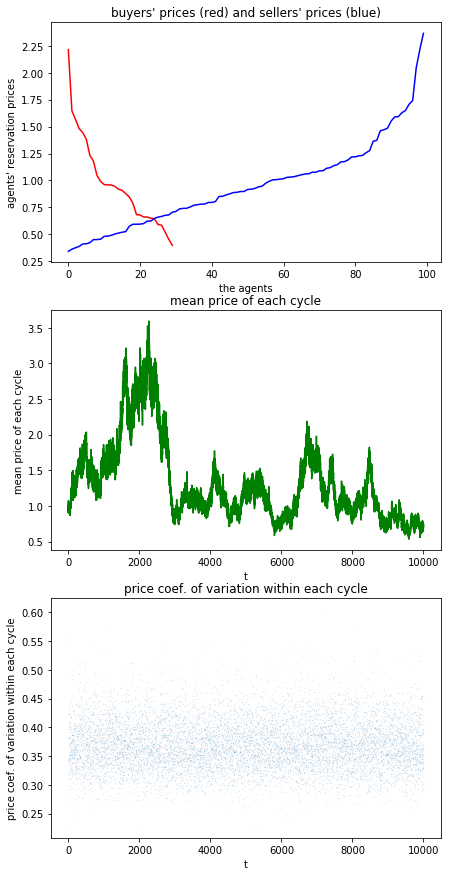 buyers' prices (red) and sellers' prices (blue)
agents' reservation prices
2.25
2.00
1.75
1.50
1.25
1.00
0.75
0.50
0.25
0 20 40 60 80 100
the agents
mean price of each cycle
mean price of each cycle
3.5
3.0
2.5
2.0
1.5
1.0
0.5
0 2000 4000 6000 8000 10000
t
price coef. of variation within each cycle
price coef. of variation within each cycle
0.60
0.55
0.50
0.45
0.40
0.35
0.30
0.25
0 2000 4000 6000 8000 10000
t